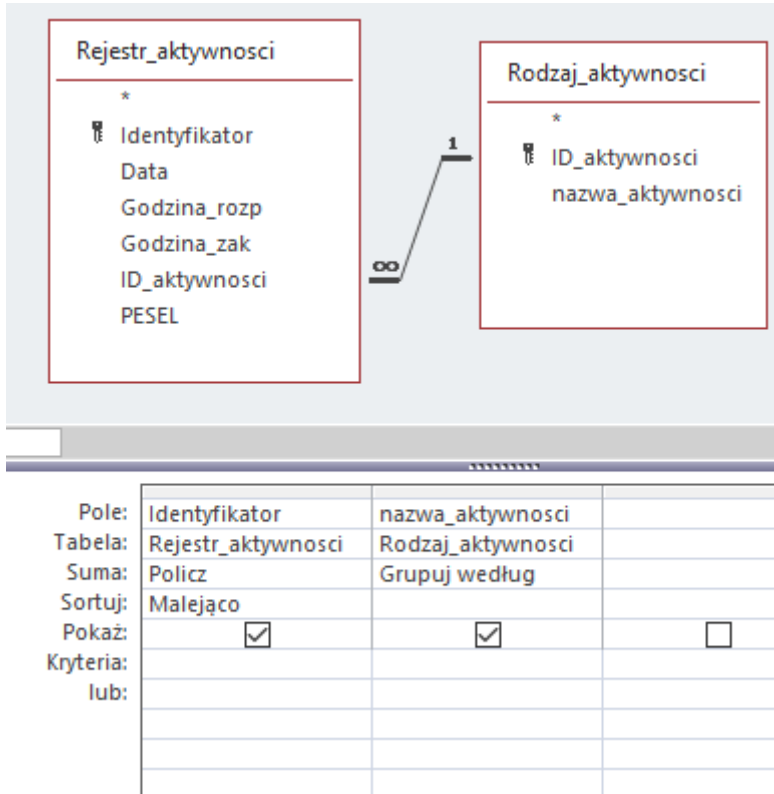 Rejestr_aktywnosci
*
Identyfikator
Data
Godzina_rozp
Godzina_zak
ID_aktywności
PESEL
1
∞
Rodzaj_aktywnosci
*
ID_aktywnosci
nazwa_aktywnosci
Pole: Identyfikator nazwa_aktywnosci
Tabela: Rejestr_aktywnosci Rodzaj_aktywnosci
Suma: Policz Grupuj według
Sortuj: Malejąco
Pokaż:
Kryteria:
lub: